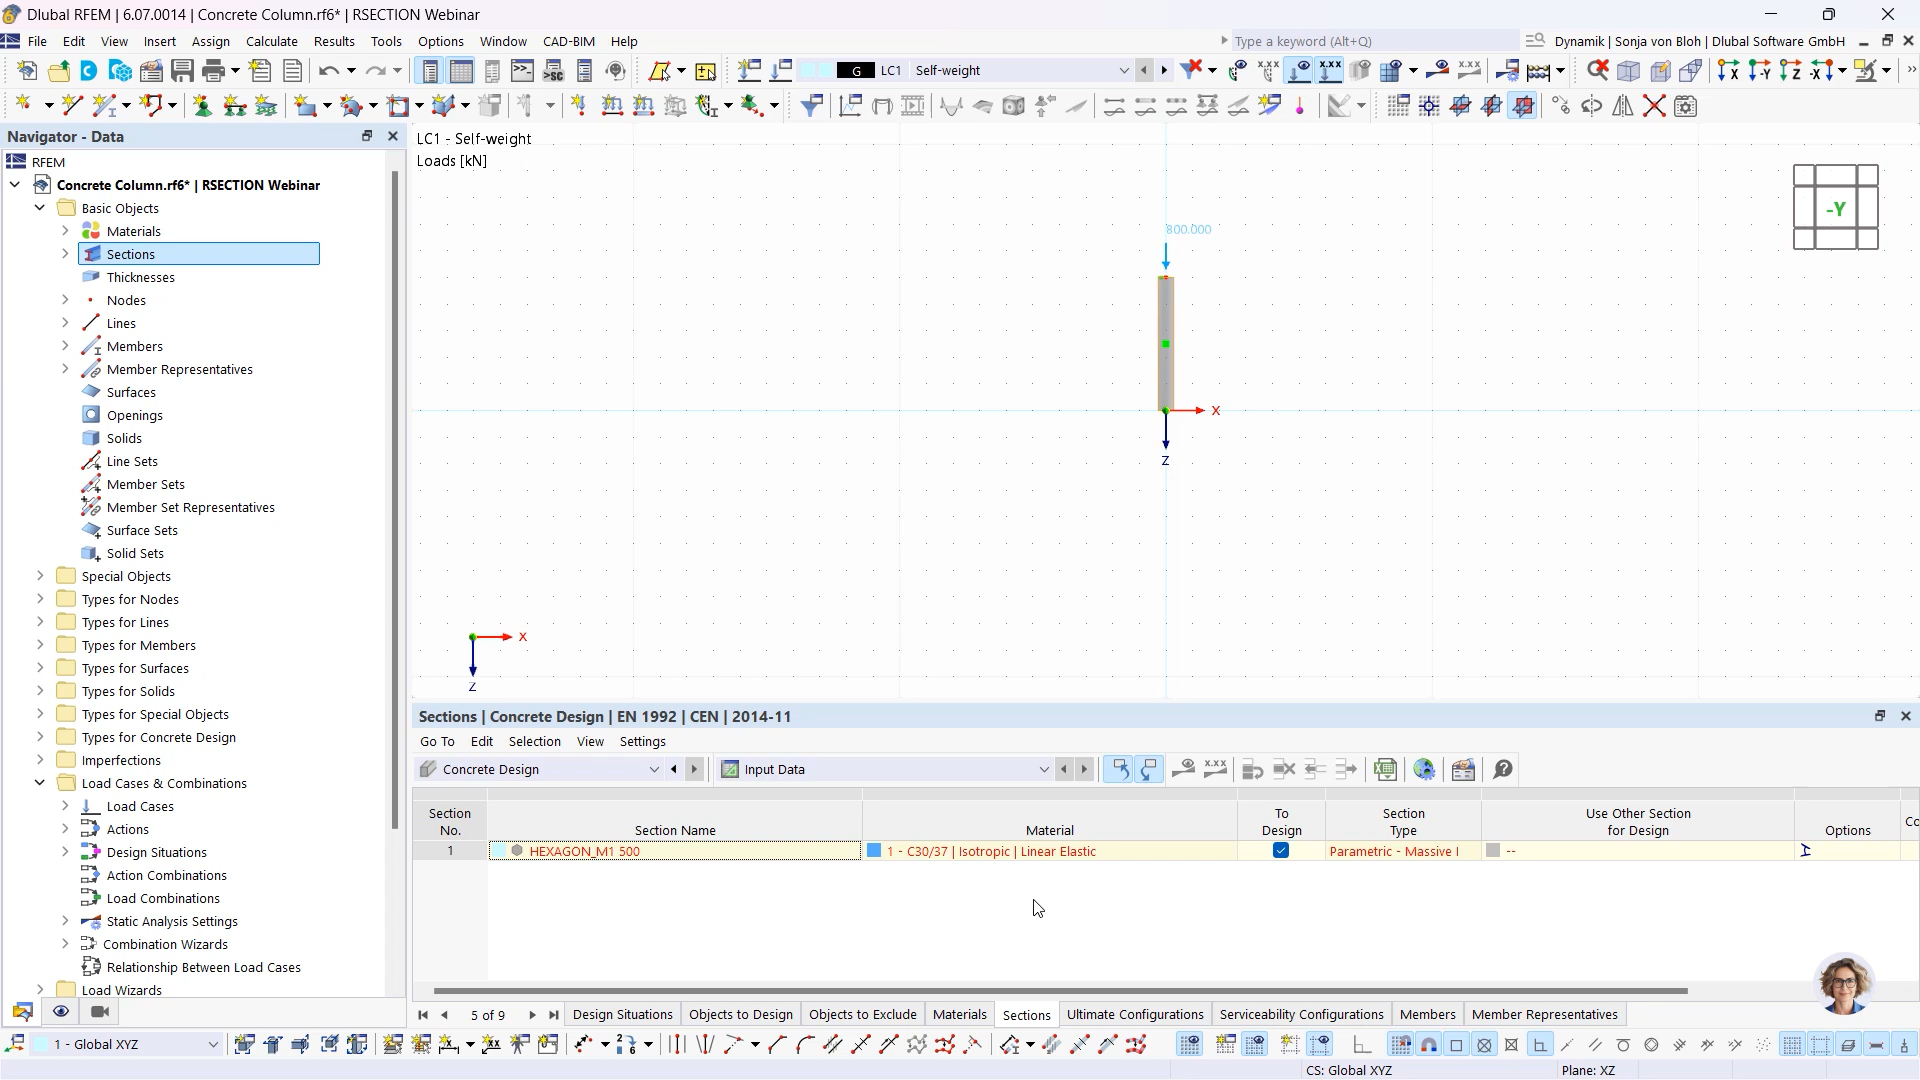 Dlubal RFEM | 6.07.0014 | Concrete Column.rf6* | RSECTION Webinar
File Edit View Insert Assign Calculate Results Tools Options Window CAD-BIM Help
Type a keyword (Alt+Q)
Dynamik | Sonja von Bloh | Dlubal Software GmbH
G LC1 Self-weight
Navigator - Data
RFEM
Concrete Column.rf6* | RSECTION Webinar
Basic Objects
Materials
Sections
Thicknesses
Nodes
Lines
Members
Member Representatives
Surfaces
Openings
Solids
Line Sets
Member Sets
Member Set Representatives
Surface Sets
Solid Sets
Special Objects
Types for Nodes
Types for Lines
Types for Members
Types for Surfaces
Types for Solids
Types for Special Objects
Types for Concrete Design
Imperfections
Load Cases & Combinations
Load Cases
Actions
Design Situations
Action Combinations
Load Combinations
Static Analysis Settings
Combination Wizards
Relationship Between Load Cases
Load Wizards
LC1 - Self-weight
Loads [kN]
800.000
X
Z
X
Z
-Y
Sections | Concrete Design | EN 1992 | CEN | 2014-11
Go To Edit Selection View Settings
Concrete Design
Input Data
Section No.
Section Name
Material
To Design
Section Type
Use Other Section for Design
Options
Co
1 HEXAGON_M1 500 1 - C30/37 | Isotropic | Linear Elastic Parametric - Massive I --
5 of 9
Design Situations Objects to Design Objects to Exclude Materials Sections Ultimate Configurations Serviceability Configurations Members Member Representatives
1 - Global XYZ
CS: Global XYZ
Plane: XZ